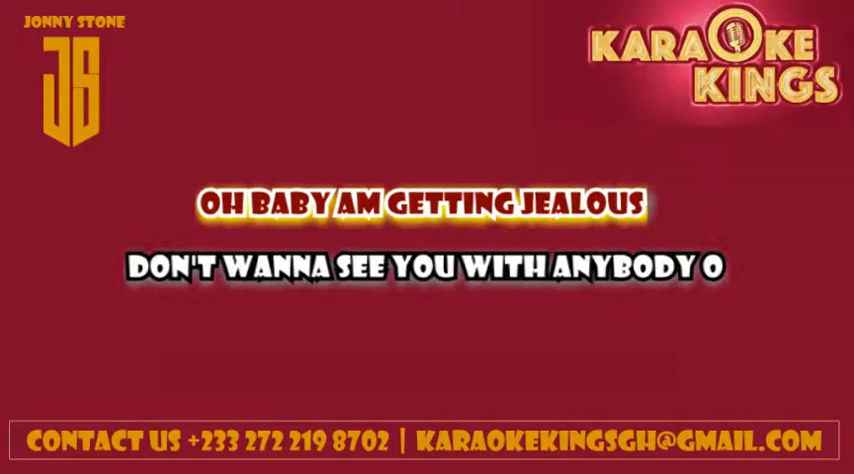 JONNY STONE
JS
KARAOKE
KINGS
OH BABY AM GETTING JEALOUS
DON'T WANNA SEE YOU WITH ANYBODY O
CONTACT US +233 272 219 8702 | KARAOKEKINGSGH@GMAIL.COM